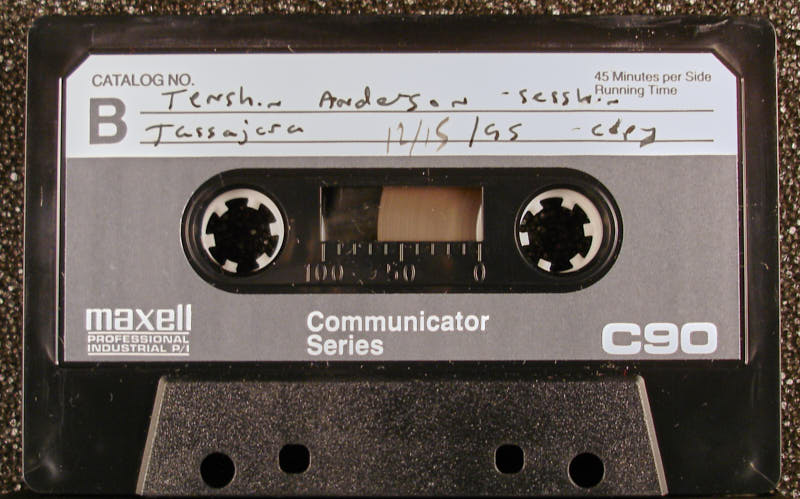 CATALOG NO.
45 Minutes per Side
Running Time
B
Tenshin Anderson - sesshin
Tassajara 12/15/95 - copy
100 50 0
maxell
PROFESSIONAL
INDUSTRIAL P/I
Communicator
Series
C90